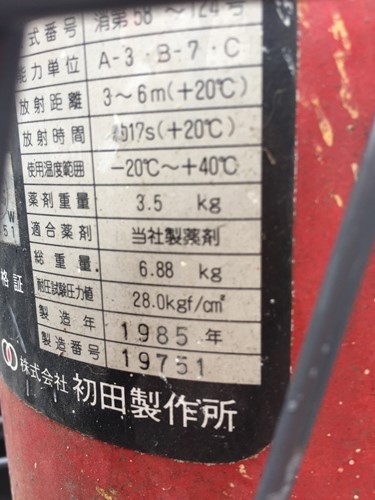 式番号 消第58〜124号
能力単位 A-3・B-7・C
放射距離 3〜6m(+20℃)
放射時間 約17s(+20℃)
使用温度範囲 -20℃〜+40℃
薬剤重量 3.5 kg
適合薬剤 当社製薬剤
総重量 6.88 kg
耐圧試験圧力値 28.0kgf/cm²
製造年 1985年
製造番号 19751
格証
株式会社 初田製作所